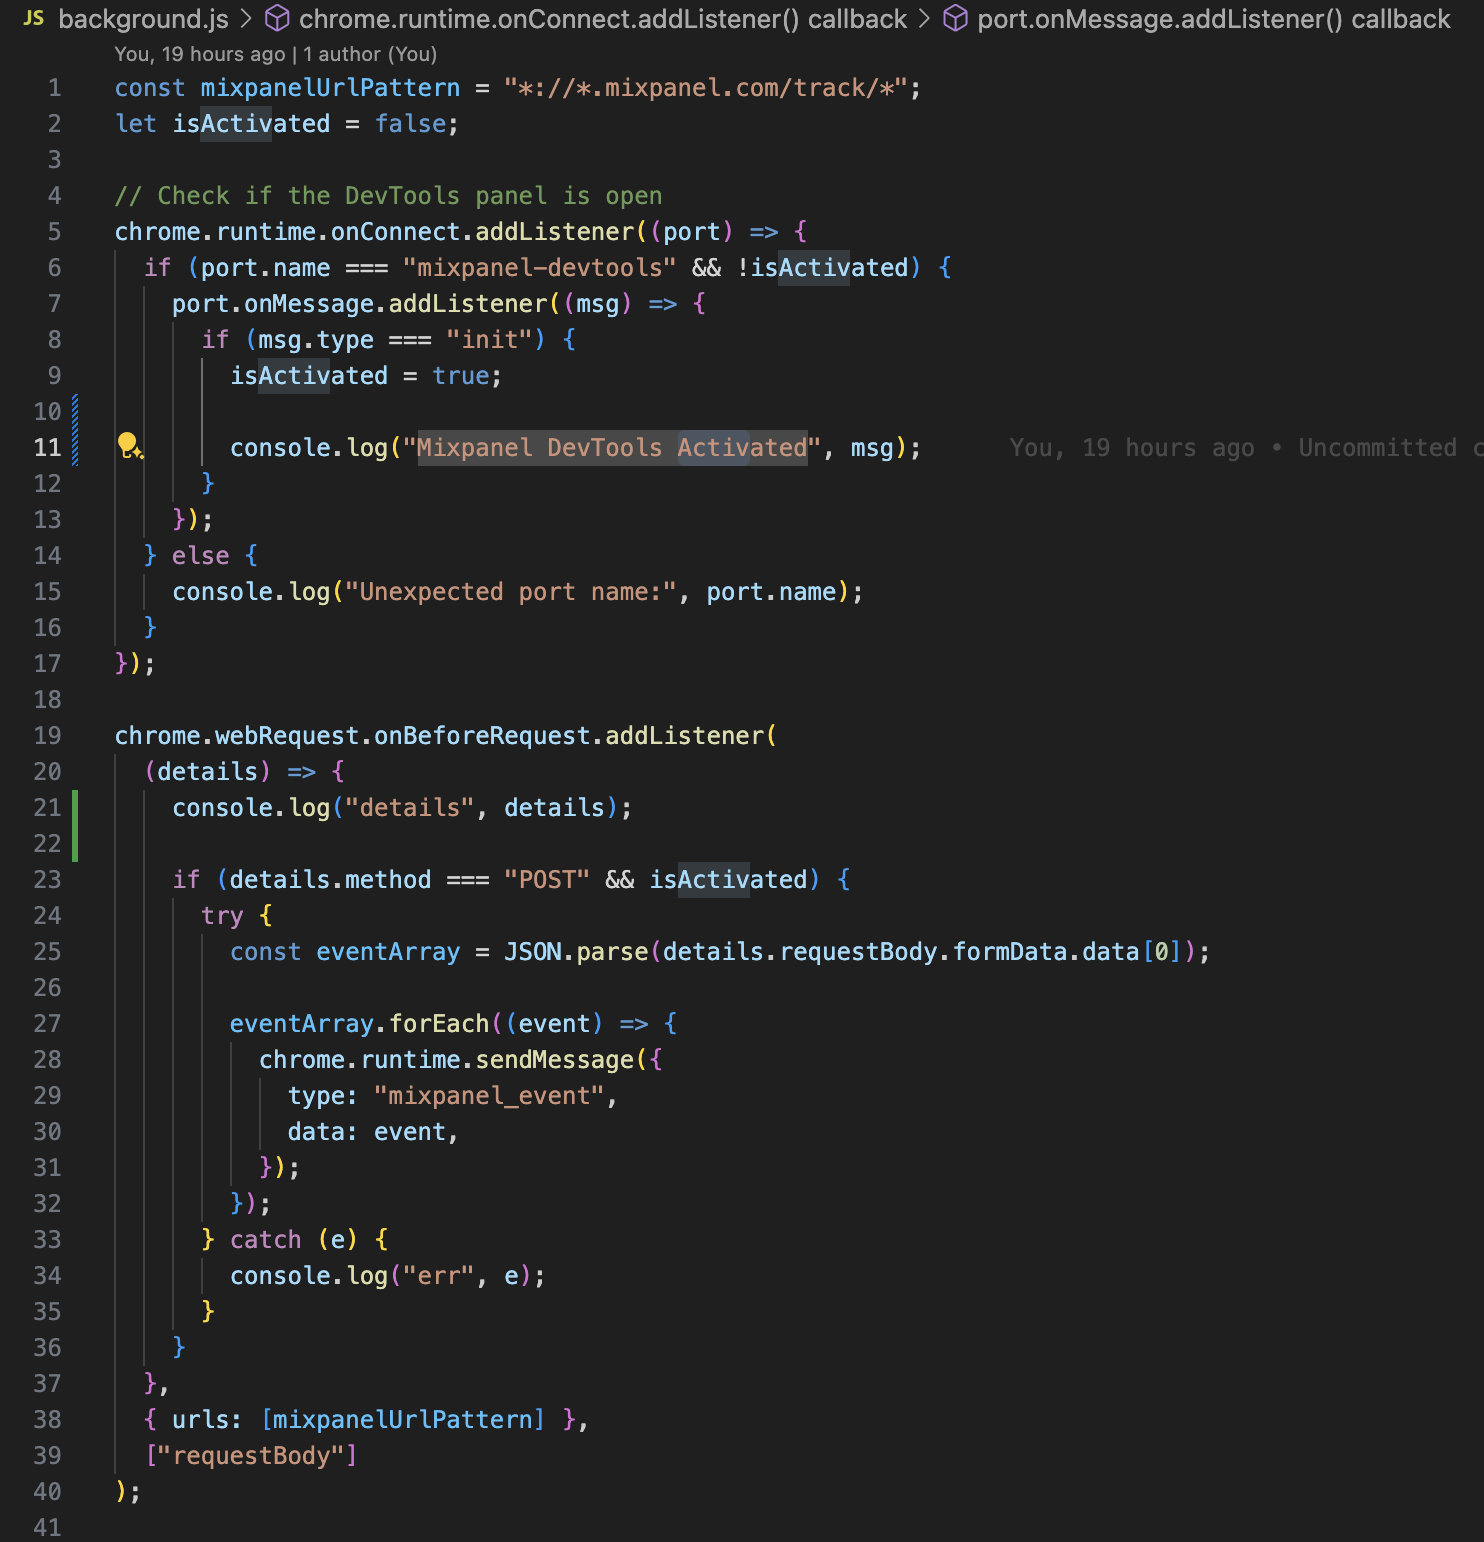 JS background.js > chrome.runtime.onConnect.addListener() callback > port.onMessage.addListener() callback
You, 19 hours ago | 1 author (You)
1 const mixpanelUrlPattern = "*://*.mixpanel.com/track/*";
2 let isActivated = false;
3
4 // Check if the DevTools panel is open
5 chrome.runtime.onConnect.addListener((port) => {
6 if (port.name === "mixpanel-devtools" && !isActivated) {
7 port.onMessage.addListener((msg) => {
8 if (msg.type === "init") {
9 isActivated = true;
10
11 console.log("Mixpanel DevTools Activated", msg); You, 19 hours ago • Uncommitted c
12 }
13 });
14 } else {
15 console.log("Unexpected port name:", port.name);
16 }
17 });
18
19 chrome.webRequest.onBeforeRequest.addListener(
20 (details) => {
21 console.log("details", details);
22
23 if (details.method === "POST" && isActivated) {
24 try {
25 const eventArray = JSON.parse(details.requestBody.formData.data[0]);
26
27 eventArray.forEach((event) => {
28 chrome.runtime.sendMessage({
29 type: "mixpanel_event",
30 data: event,
31 });
32 });
33 } catch (e) {
34 console.log("err", e);
35 }
36 }
37 },
38 { urls: [mixpanelUrlPattern] },
39 ["requestBody"]
40 );
41